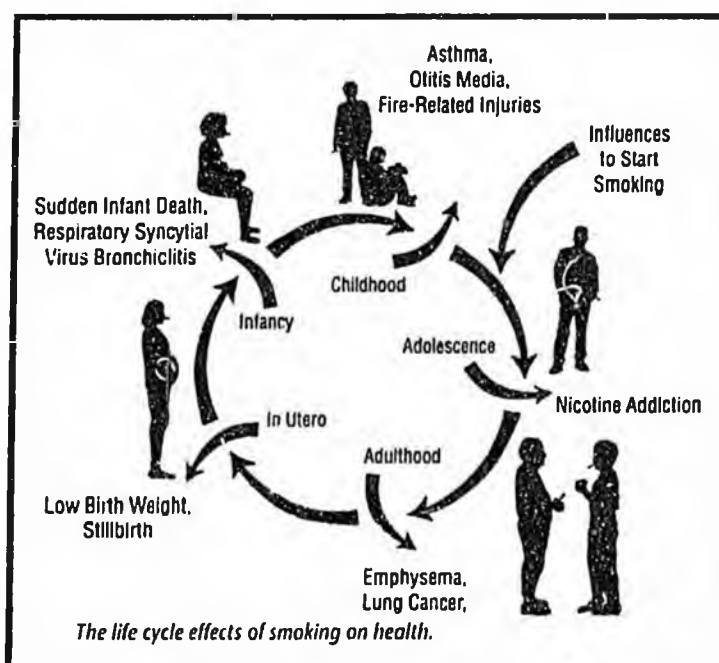 Asthma,
Otitis Media,
Fire-Related Injuries
Influences
to Start
Smoking
Sudden Infant Death,
Respiratory Syncytial
Virus Bronchiclitis
Childhood
Infancy
Adolescence
Nicotine Addiction
In Utero
Adulthood
Low Birth Weight,
Stillbirth
Emphysema,
Lung Cancer,
The life cycle effects of smoking on health.